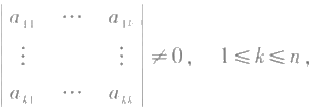 | a₁₁ ⋯ a₁ₖ |
| ⋮ ⋮ | ≠ 0, 1 ≤ k ≤ n,
| aₖ₁ ⋯ aₖₖ |